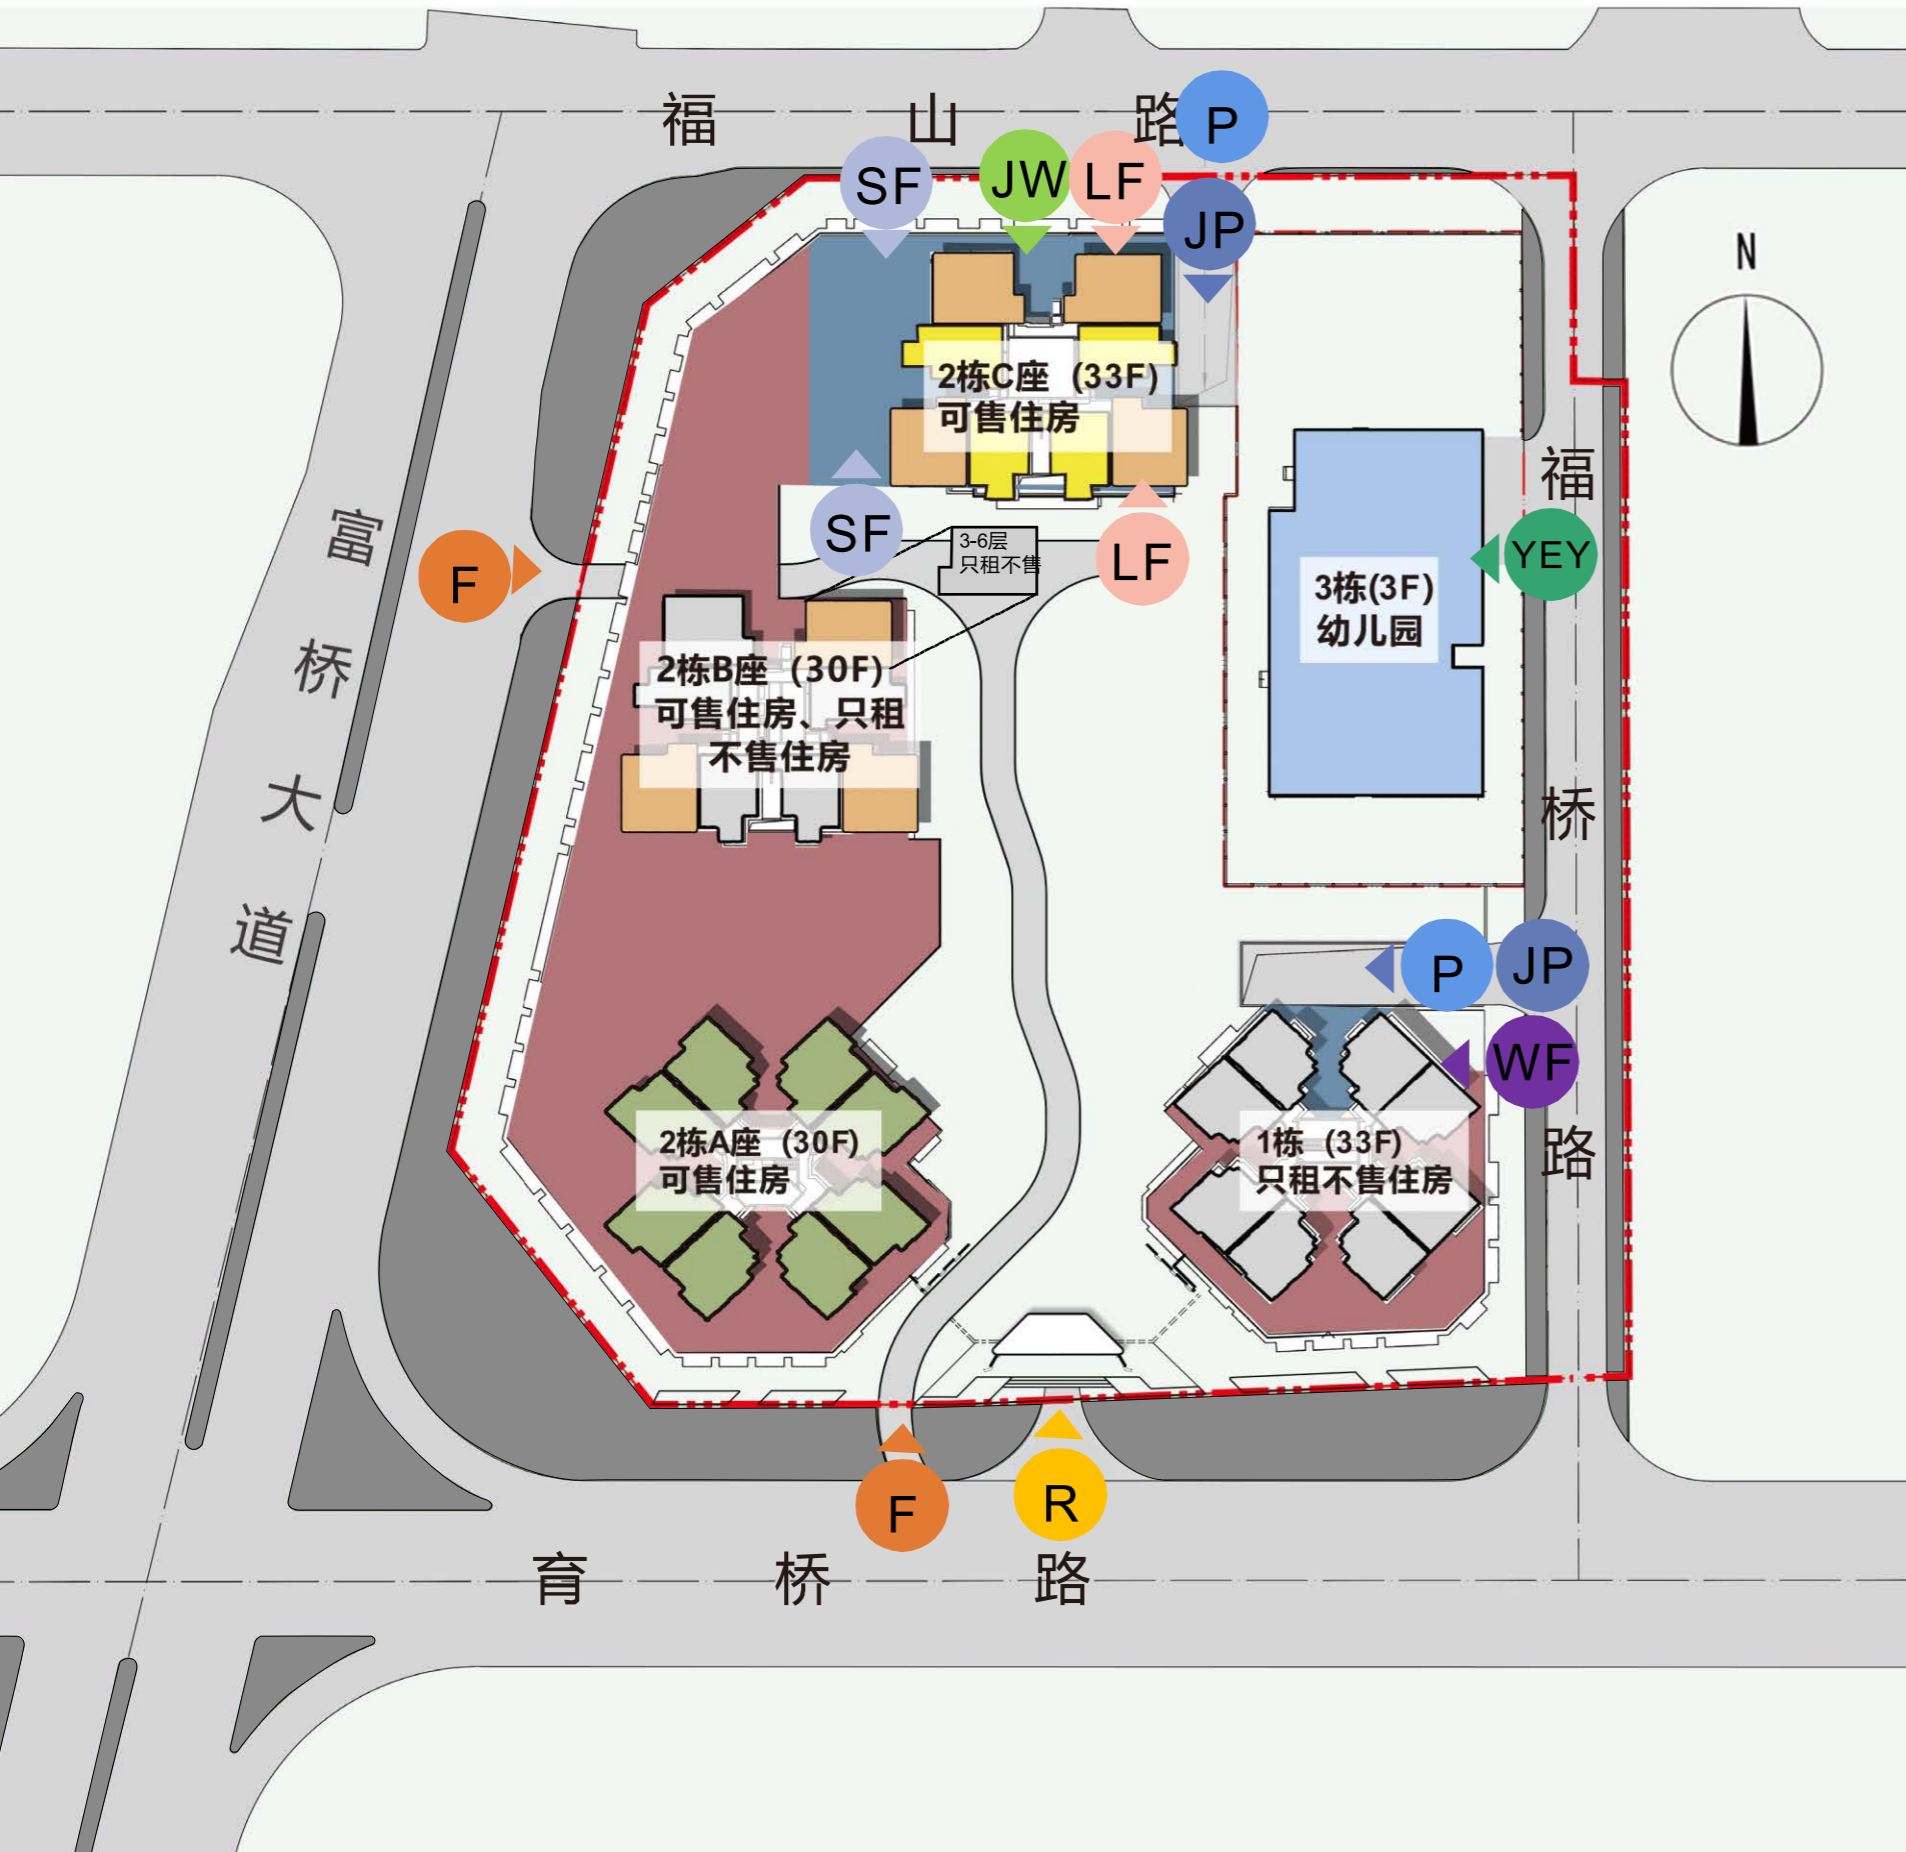 福山路
P
SF
JW
LF
JP
N
2栋C座（33F）
可售住房
富桥大道
F
SF
3-6层
只租不售
LF
福桥路
YEY
3栋(3F)
幼儿园
2栋B座（30F）
可售住房、只租
不售住房
P
JP
WF
2栋A座（30F）
可售住房
1栋（33F）
只租不售住房
F
R
育桥路